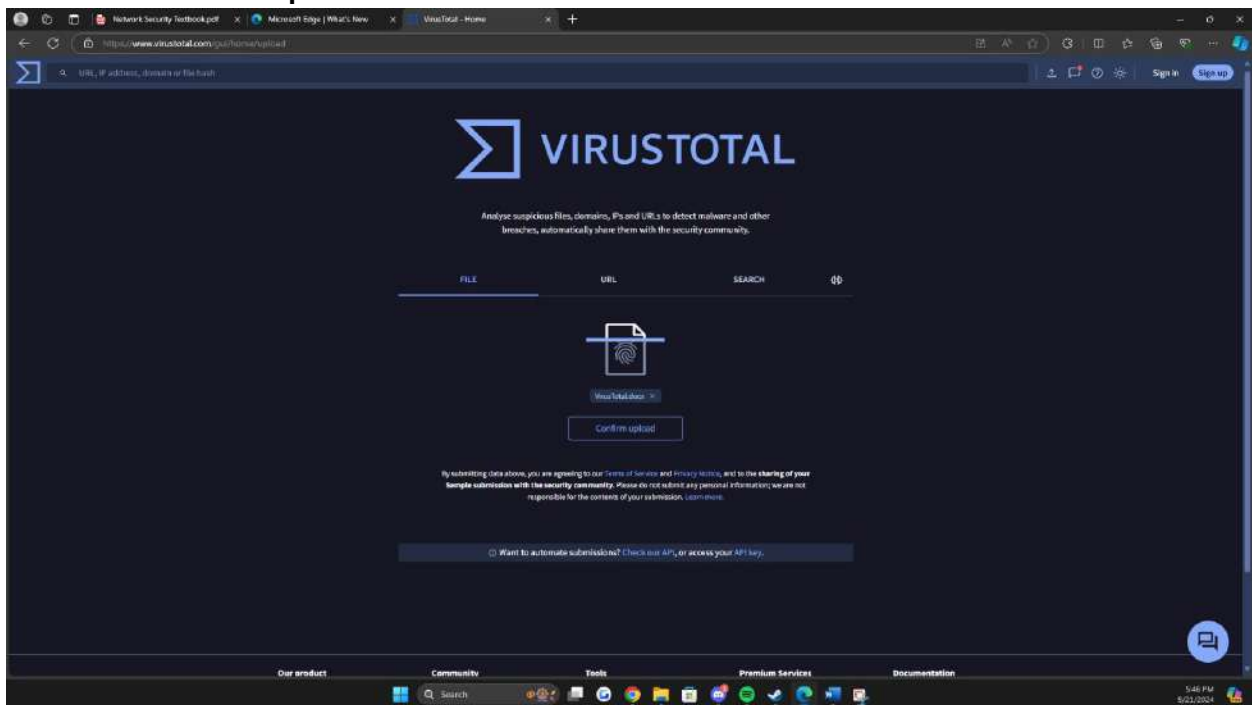 Network Security Textbook.pdf
Microsoft Edge | What's New
VirusTotal - Home
https://www.virustotal.com/gui/home/upload
URL, IP address, domain or file hash
Sign in
Sign up
VIRUSTOTAL
Analyse suspicious files, domains, IPs and URLs to detect malware and other
breaches, automatically share them with the security community.
FILE
URL
SEARCH
VirusTotal.docx
Confirm upload
By submitting data above, you are agreeing to our Terms of Service and Privacy Notice, and to the sharing of your
Sample submission with the security community. Please do not submit any personal information; we are not
responsible for the contents of your submission. Learn more.
Want to automate submissions? Check our API, or access your API key.
Our product
Community
Tools
Premium Services
Documentation
Search
5:46 PM
5/21/2024